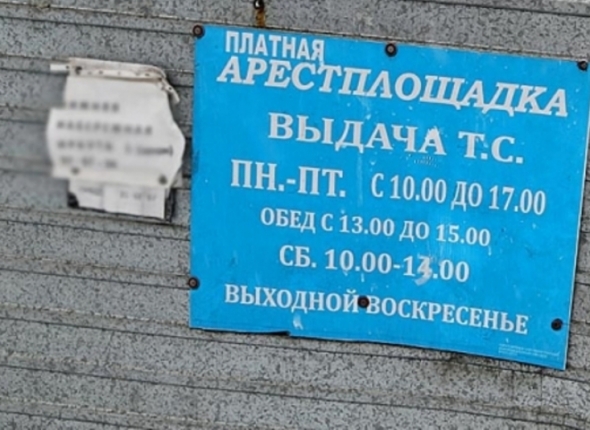 ПЛАТНАЯ
АРЕСТПЛОЩАДКА
ВЫДАЧА Т.С.
ПН.-ПТ. С 10.00 ДО 17.00
ОБЕД С 13.00 ДО 15.00
СБ. 10.00-14.00
ВЫХОДНОЙ ВОСКРЕСЕНЬЕ